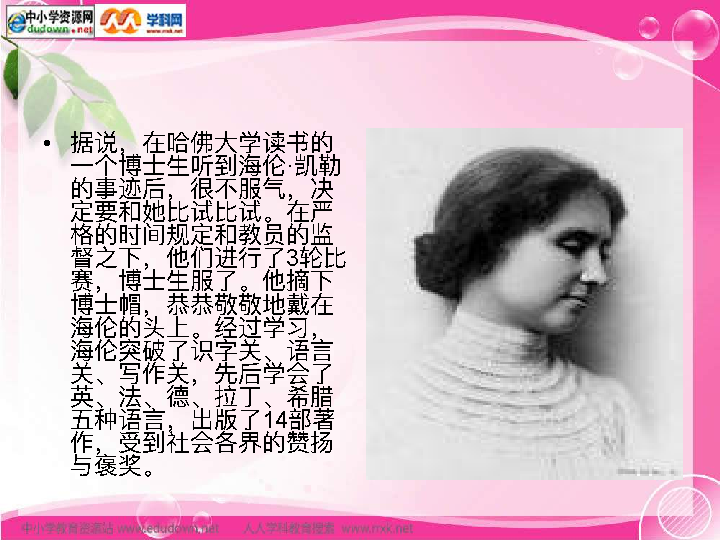 中小学资源网
dudown.net
学科网
www.nxk.net
• 据说，在哈佛大学读书的
一个博士生听到海伦·凯勒
的事迹后，很不服气，决
定要和她比试比试。在严
格的时间规定和教员的监
督之下，他们进行了3轮比
赛，博士生服了。他摘下
博士帽，恭恭敬敬地戴在
海伦的头上。经过学习，
海伦突破了识字关、语言
关、写作关，先后学会了
英、法、德、拉丁、希腊
五种语言，出版了14部著
作，受到社会各界的赞扬
与褒奖。
中小学教育资源站 www.edudown.net 人人学科教育搜索 www.rrxk.net